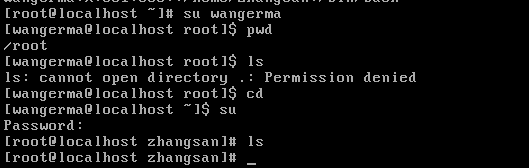 [root@localhost ~]# su wangerma
[wangerma@localhost root]$ pwd
/root
[wangerma@localhost root]$ ls
ls: cannot open directory .: Permission denied
[wangerma@localhost root]$ cd
[wangerma@localhost ~]$ su
Password:
[root@localhost zhangsan]# ls
[root@localhost zhangsan]# _